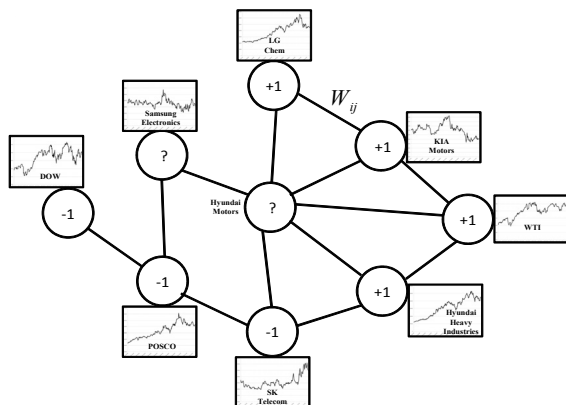 LG
Chem
+1
W_{ij}
Samsung
Electronics
+1
KIA
Motors
?
DOW
Hyundai
Motors
?
-1
+1
WTI
-1
+1
Hyundai
Heavy
Industries
POSCO
-1
SK
Telecom